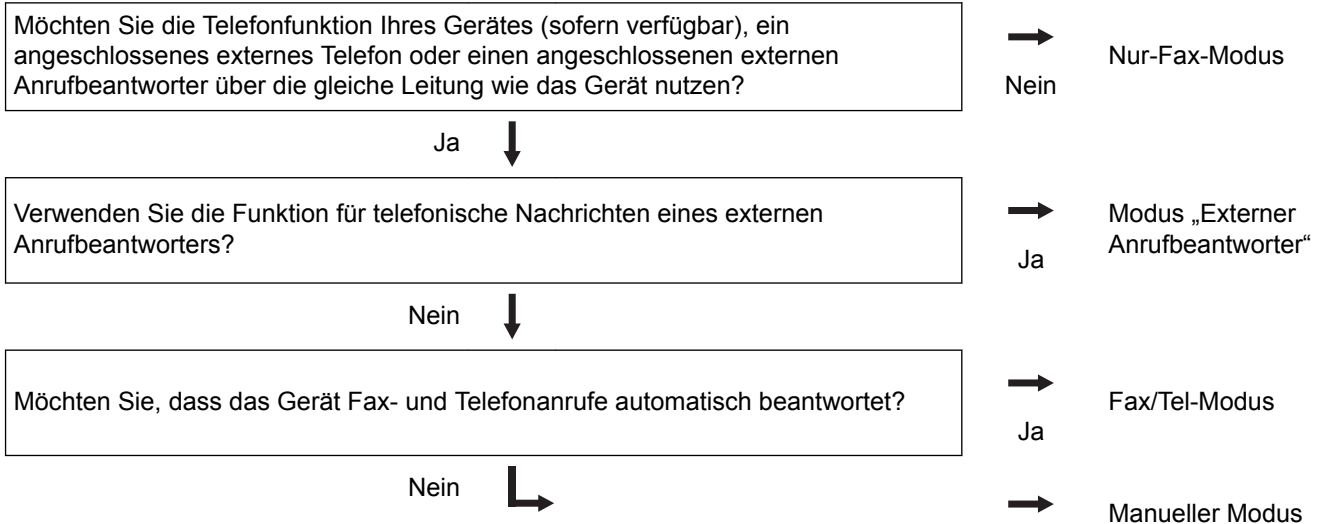 Möchten Sie die Telefonfunktion Ihres Gerätes (sofern verfügbar), ein
angeschlossenes externes Telefon oder einen angeschlossenen externen
Anrufbeantworter über die gleiche Leitung wie das Gerät nutzen?
Nein
Nur-Fax-Modus
Ja
Verwenden Sie die Funktion für telefonische Nachrichten eines externen
Anrufbeantworters?
Ja
Modus „Externer
Anrufbeantworter“
Nein
Möchten Sie, dass das Gerät Fax- und Telefonanrufe automatisch beantwortet?
Ja
Fax/Tel-Modus
Nein
Manueller Modus